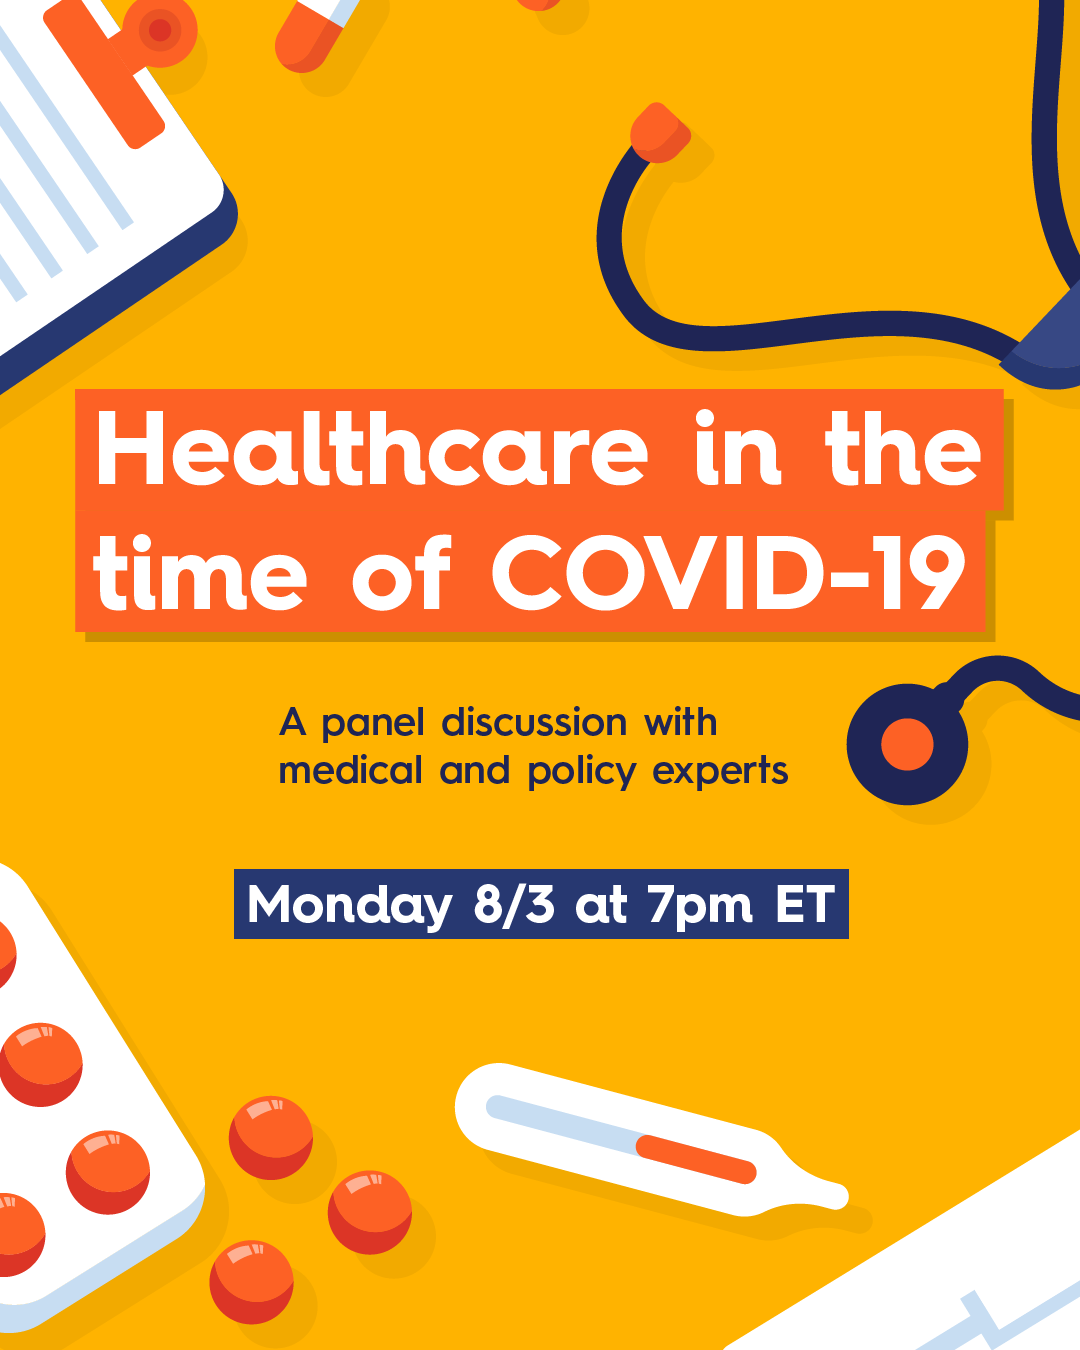 Healthcare in the
time of COVID-19
A panel discussion with
medical and policy experts
Monday 8/3 at 7pm ET